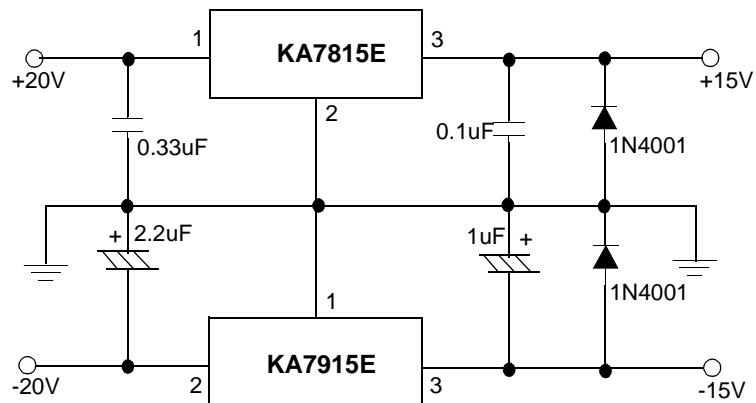 1
KA7815E
3
+20V
+15V
2
0.33uF
0.1uF
1N4001
+
2.2uF
1uF
+
1N4001
1
KA7915E
2
3
-20V
-15V